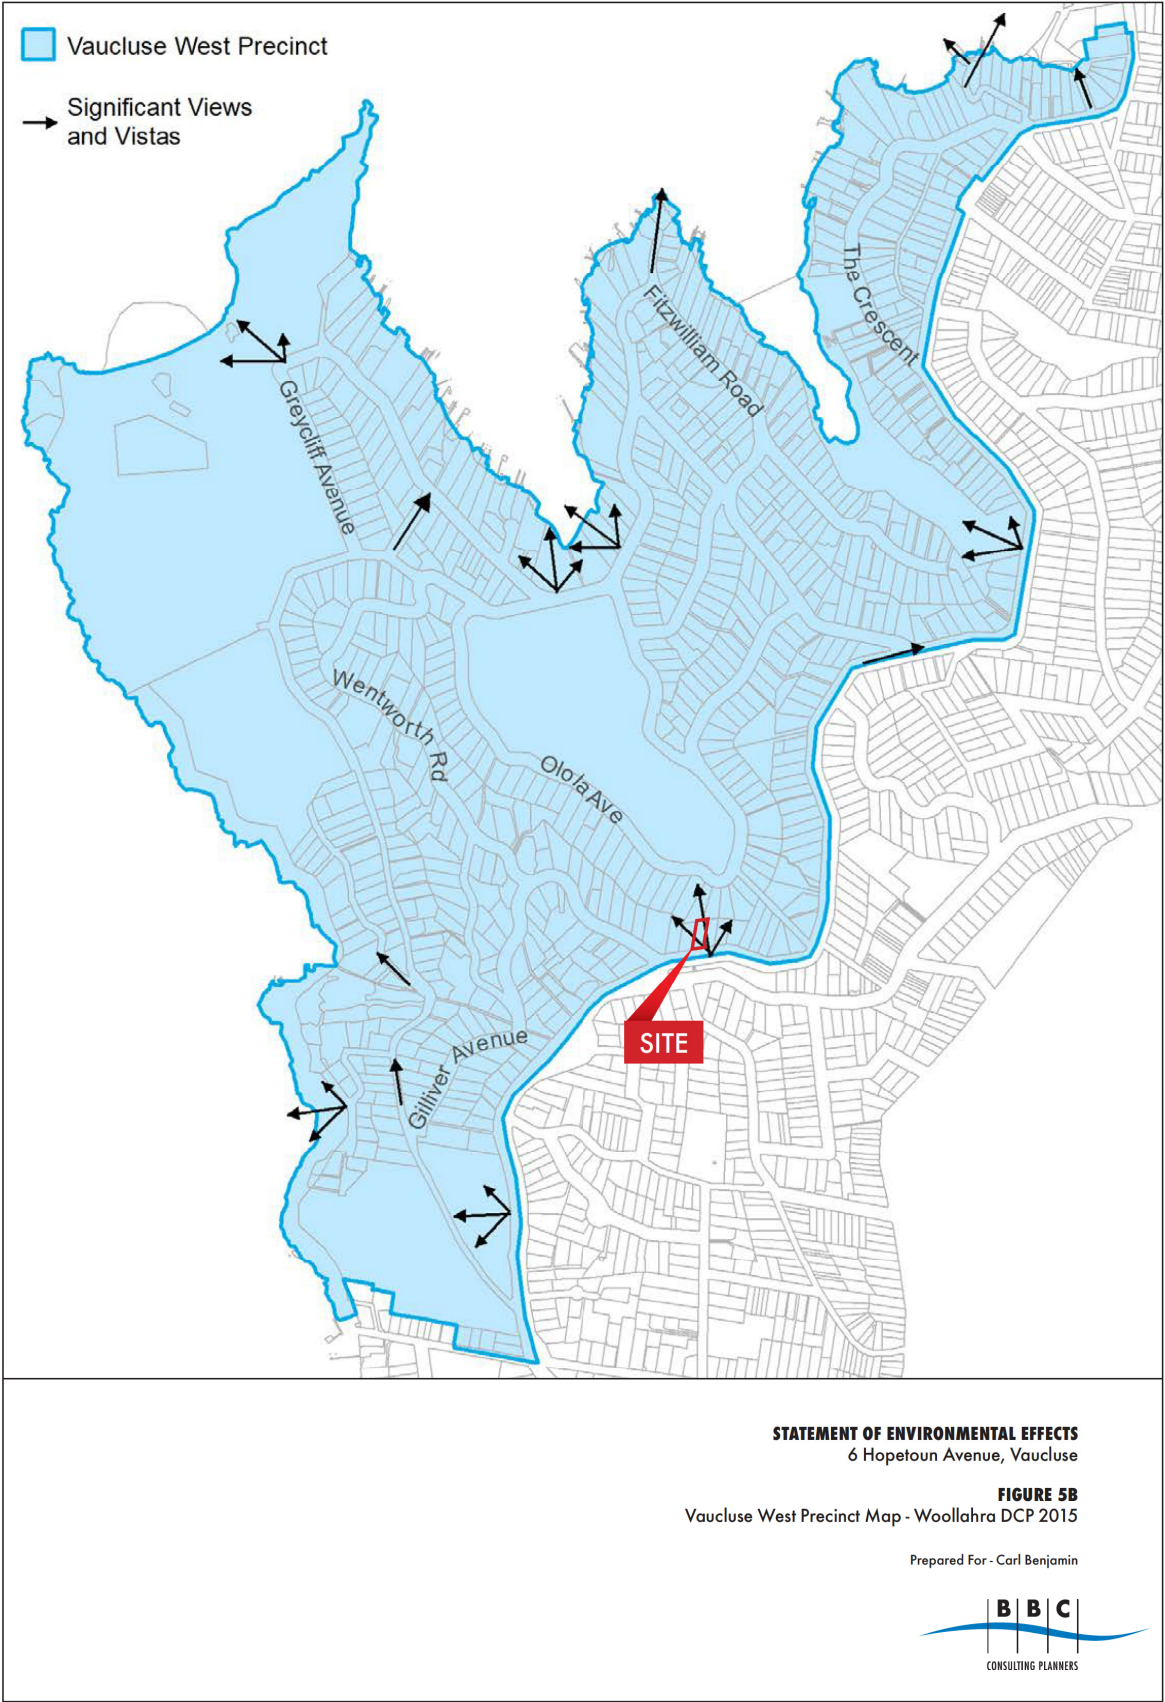 Vaucluse West Precinct
Significant Views
and Vistas
The Crescent
Fitzwilliam Road
Greycliff Avenue
Wentworth Rd
Olola Ave
SITE
Gilliver Avenue
STATEMENT OF ENVIRONMENTAL EFFECTS
6 Hopetoun Avenue, Vaucluse
FIGURE 5B
Vaucluse West Precinct Map - Woollahra DCP 2015
Prepared For - Carl Benjamin
BBC
CONSULTING PLANNERS